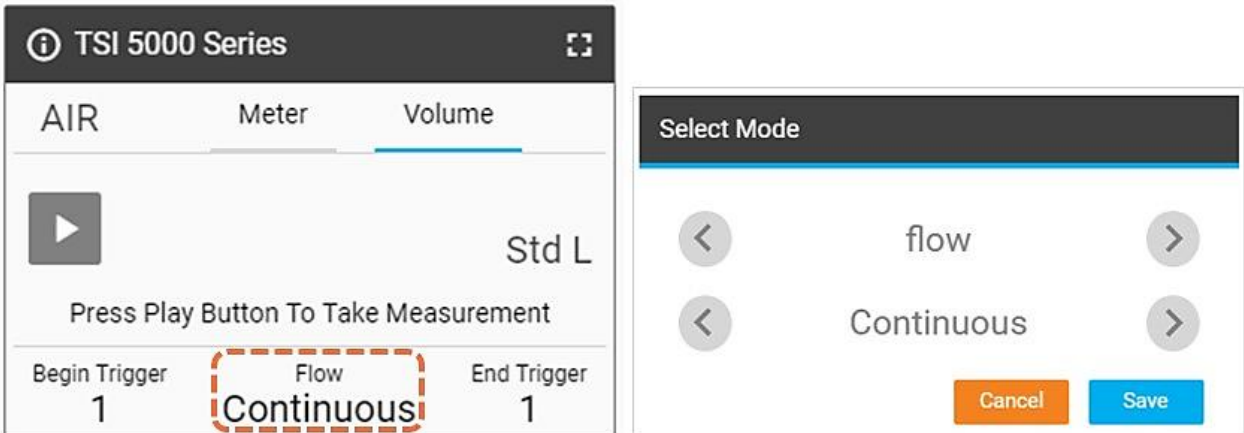 TSI 5000 Series
AIR Meter Volume
Std L
Press Play Button To Take Measurement
Begin Trigger Flow End Trigger
1 Continuous 1
Select Mode
flow
Continuous
Cancel Save